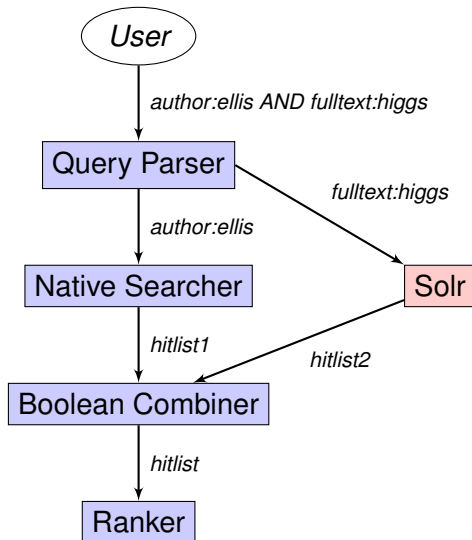 User
author:ellis AND fulltext:higgs
Query Parser
fulltext:higgs
author:ellis
Native Searcher
Solr
hitlist1
hitlist2
Boolean Combiner
hitlist
Ranker